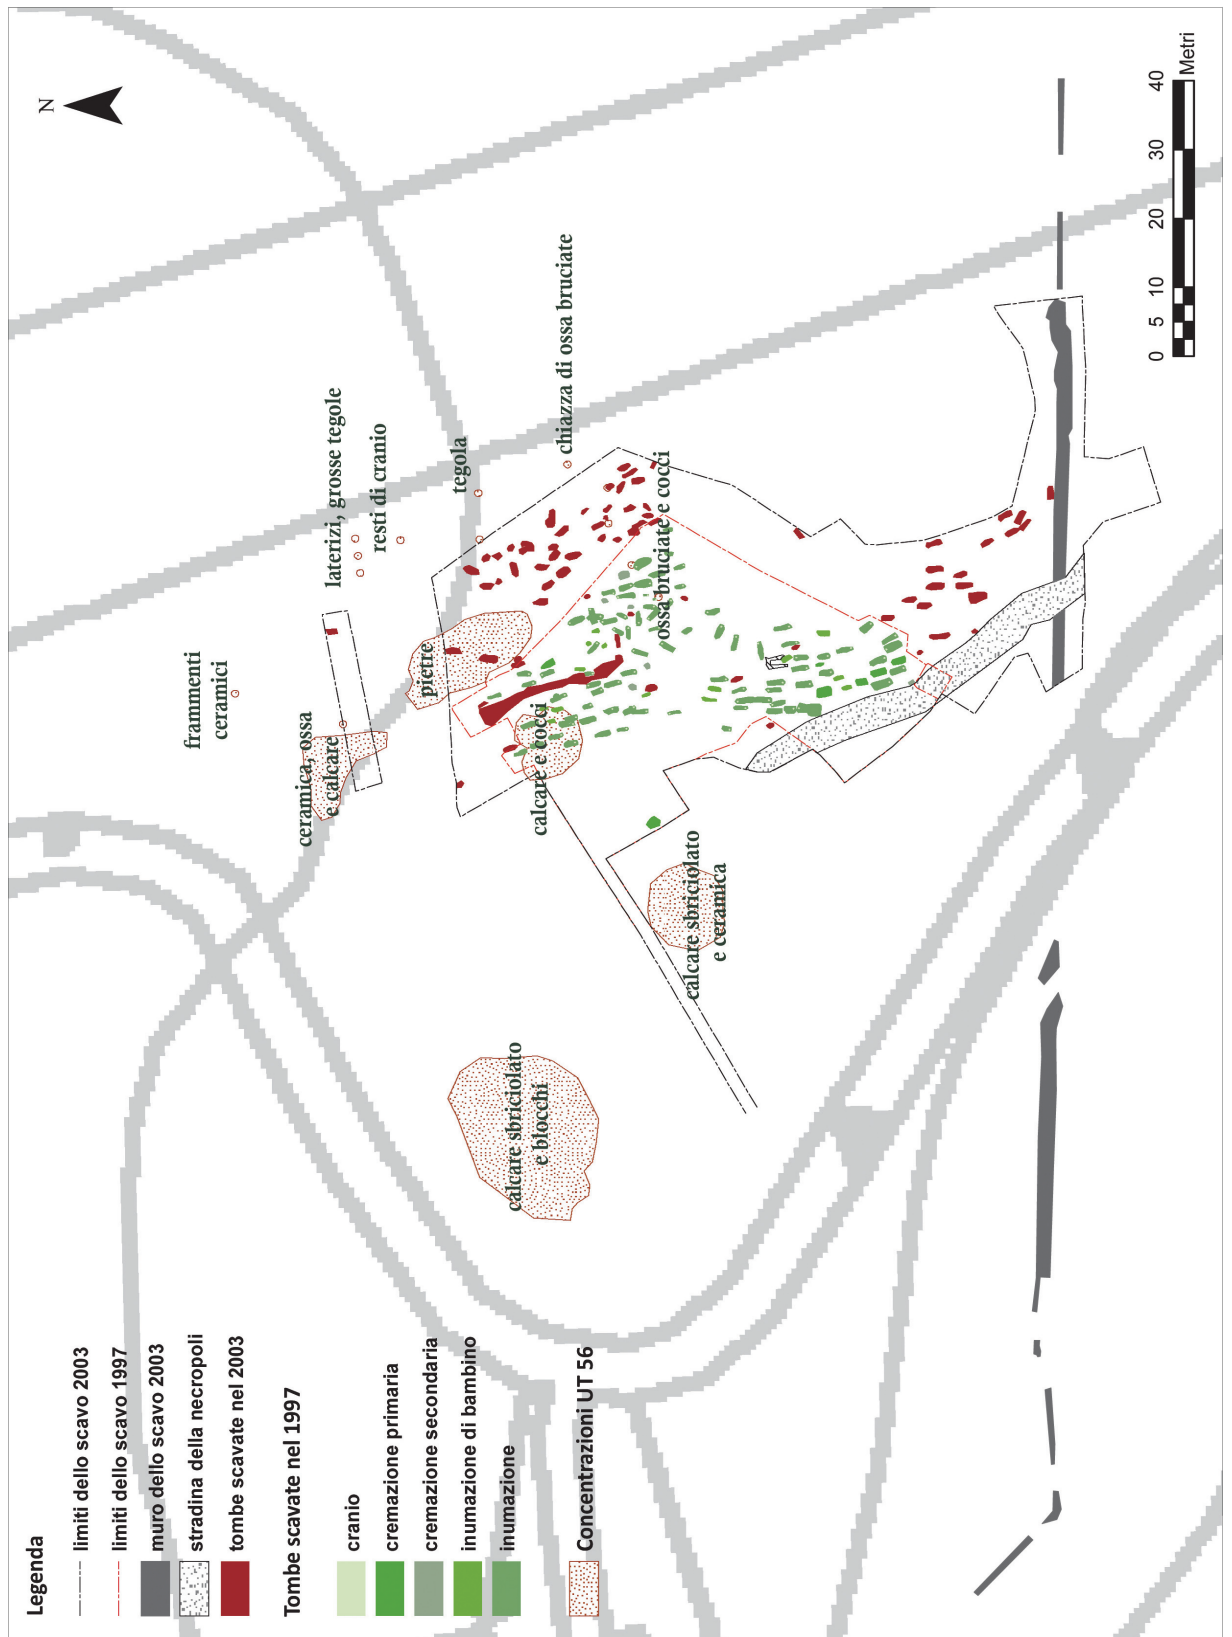 Legenda
limiti dello scavo 2003
limiti dello scavo 1997
muro dello scavo 2003
stradina della necropoli
tombe scavate nel 2003
Tombe scavate nel 1997
cranio
cremazione primaria
cremazione secondaria
inumazione di bambino
inumazione
Concentrazioni UT 56
N
frammenti
ceramici
ceramica, ossa
e calcare
laterizi, grosse tegole
resti di cranio
pietre
tegola
chiazza di ossa bruciate
calcare e cocci
ossa bruciate e cocci
calcare sbriciolato
e blocchi
calcare sbriciolato
e ceramica
0 5 10 20 30 40
Metri